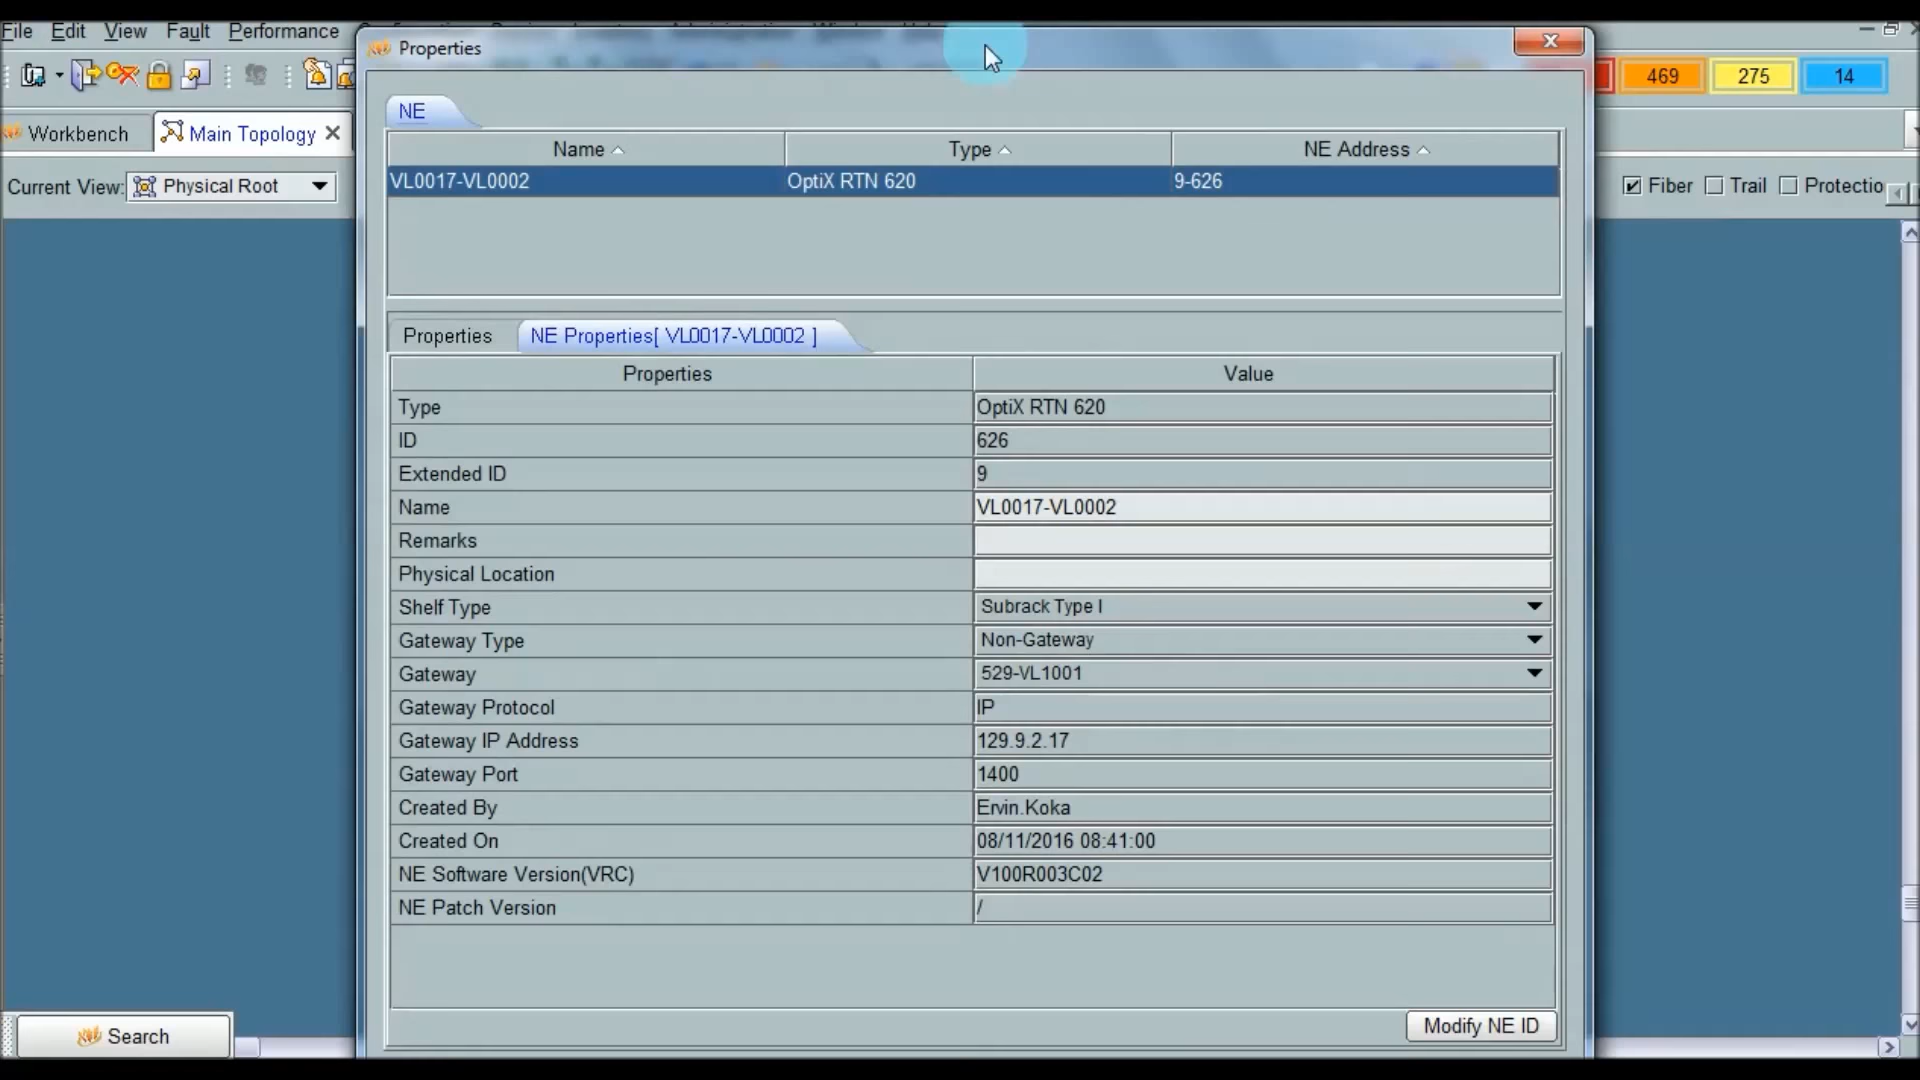 File Edit View Fault Performance
Properties
469 275 14
Workbench Main Topology
Current View: Physical Root
Fiber Trail Protectio
NE
Name Type NE Address
VL0017-VL0002 OptiX RTN 620 9-626
Properties NE Properties[ VL0017-VL0002 ]
Properties Value
Type OptiX RTN 620
ID 626
Extended ID 9
Name VL0017-VL0002
Remarks
Physical Location
Shelf Type Subrack Type I
Gateway Type Non-Gateway
Gateway 529-VL1001
Gateway Protocol IP
Gateway IP Address 129.9.2.17
Gateway Port 1400
Created By Ervin.Koka
Created On 08/11/2016 08:41:00
NE Software Version(VRC) V100R003C02
NE Patch Version /
Modify NE ID
Search